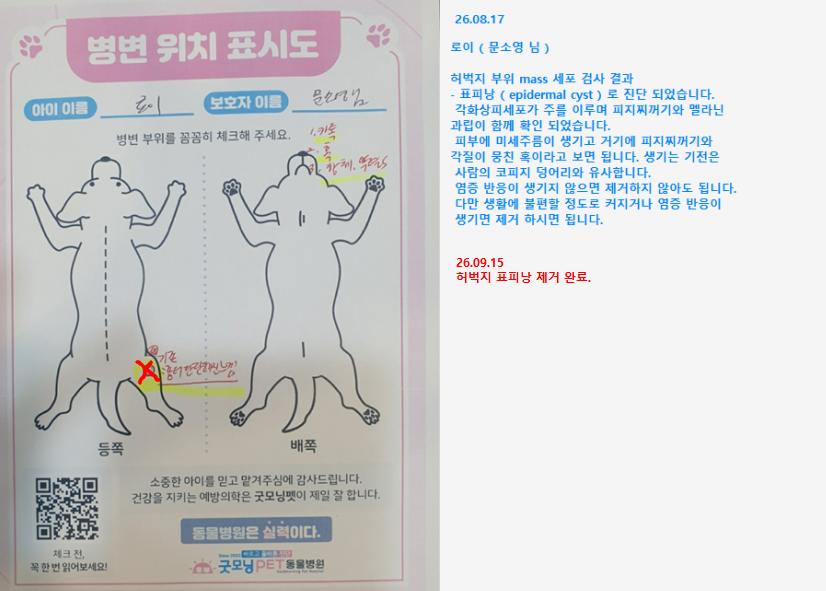 병변 위치 표시도
아이 이름 로이 보호자 이름
병변 부위를 꼼꼼히 체크해 주세요.
1.
2. 혹
3.
등쪽
배쪽
소중한 아이를 믿고 맡겨주심에 감사드립니다.
건강을 지키는 예방의학은 굿모닝펫이 제일 잘 합니다.
체크 전,
꼭 한번 읽어보세요!
동물병원은 실력이다.
굿모닝PET동물병원
26.08.17
로이 ( 문소영 님 )
허벅지 부위 mass 세포 검사 결과
- 표피낭 ( epidermal cyst ) 로 진단 되었습니다.
각화상피세포가 주를 이루며 피지찌꺼기와 멜라닌
과립이 함께 확인 되었습니다.
피부에 미세주름이 생기고 거기에 피지찌꺼기와
각질이 뭉친 혹이라고 보면 됩니다. 생기는 기전은
사람의 코피지 덩어리와 유사합니다.
염증 반응이 생기지 않으면 제거하지 않아도 됩니다.
다만 생활에 불편할 정도로 커지거나 염증 반응이
생기면 제거 하시면 됩니다.
26.09.15
허벅지 표피낭 제거 완료.